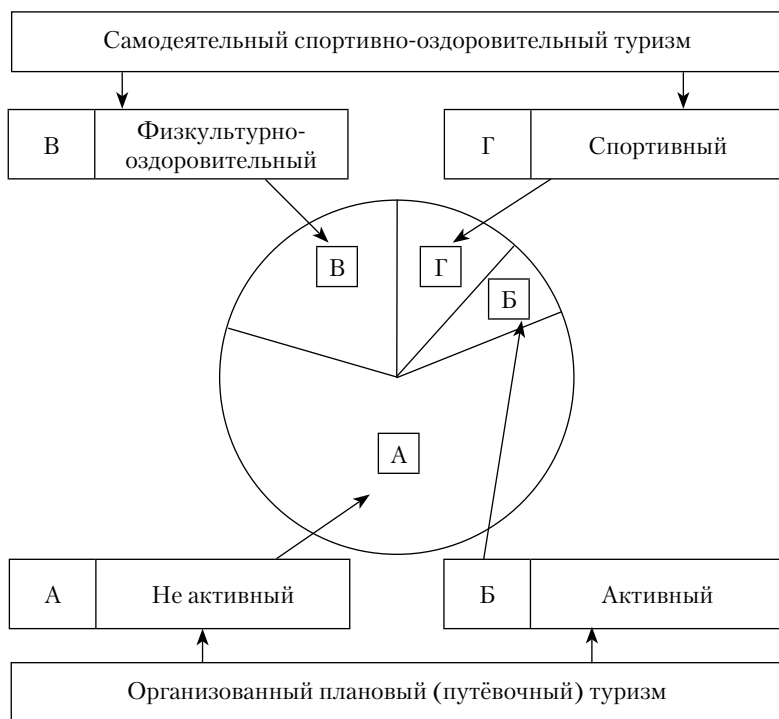 Самодеятельный спортивно-оздоровительный туризм
В
Физкультурно-
оздоровительный
Г
Спортивный
В
Г
Б
А
А
Не активный
Б
Активный
Организованный плановый (путёвочный) туризм